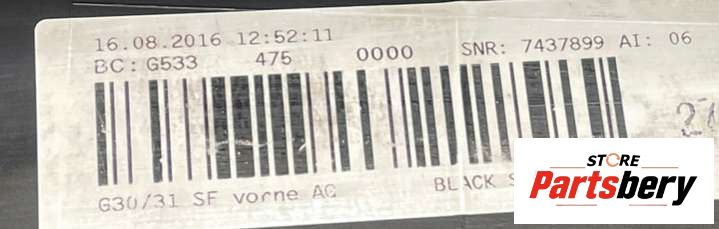 16.08.2016 12:52:11
BC: G533 475 0000 SNR: 7437899 AI: 06
G30/31 SF vorne AG
BLACK
STORE
Partsbery